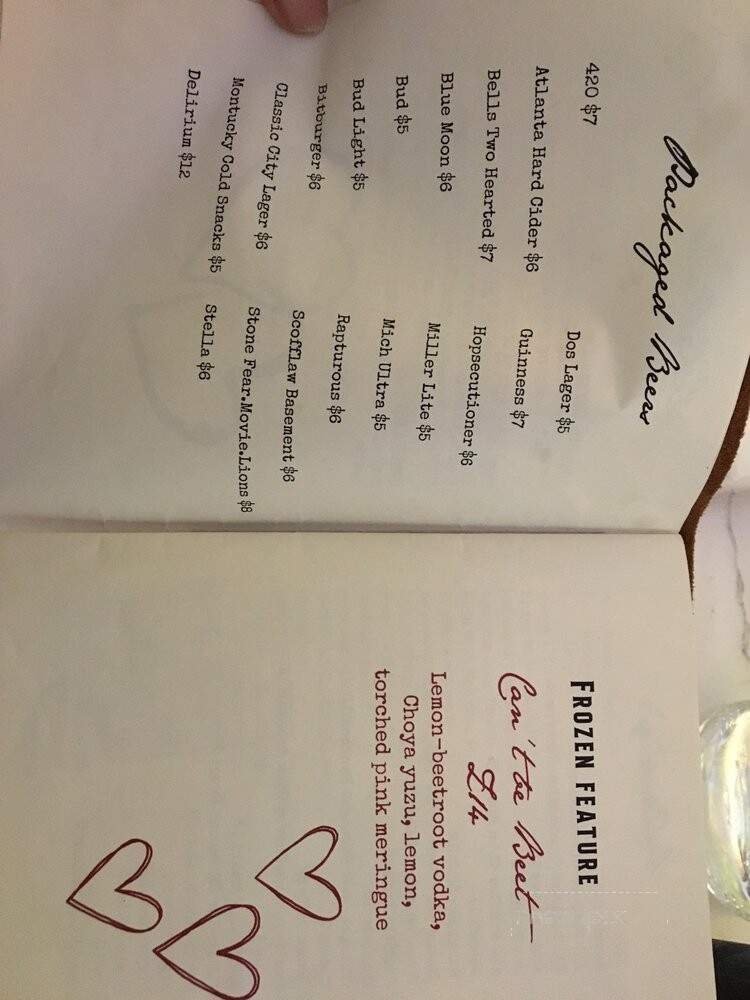 Packaged Beers
420 $7
Atlanta Hard Cider $6
Bells Two Hearted $7
Blue Moon $6
Bud $5
Bud Light $5
Bitburger $6
Classic City Lager $6
Montucky Cold Snacks $5
Delirium $12
Dos Lager $5
Guinness $7
Hopsecutioner $6
Miller Lite $5
Mich Ultra $5
Rapturous $6
Scofflaw Basement $6
Stone Fear.Movie.Lions $8
Stella $6
FROZEN FEATURE
Can't be Beet—
£14
Lemon-beetroot vodka,
Choya yuzu, lemon,
torched pink meringue